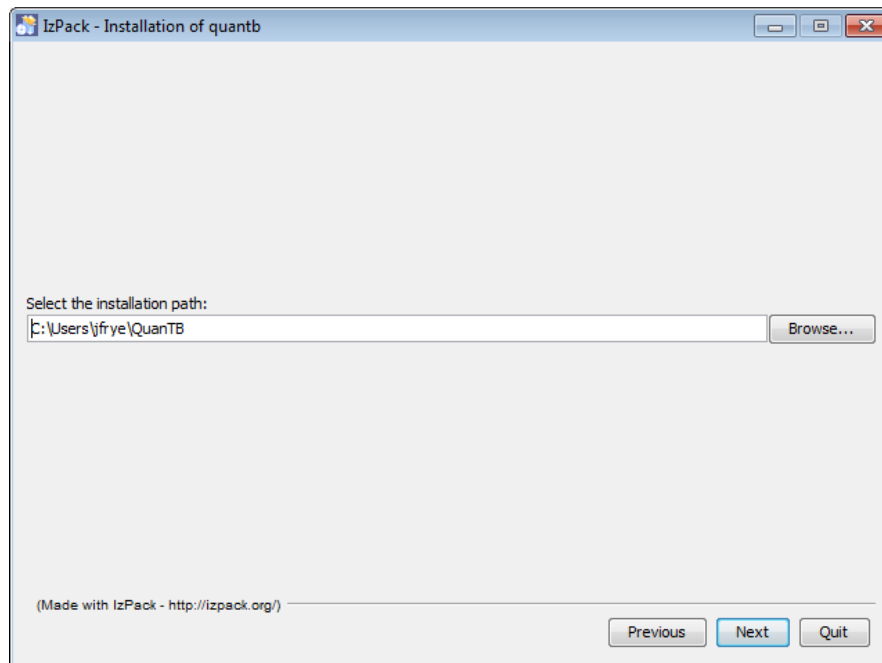 IzPack - Installation of quantb
Select the installation path:
C:\Users\jfrye\QuanTB
Browse...
(Made with IzPack - http://izpack.org/)
Previous
Next
Quit